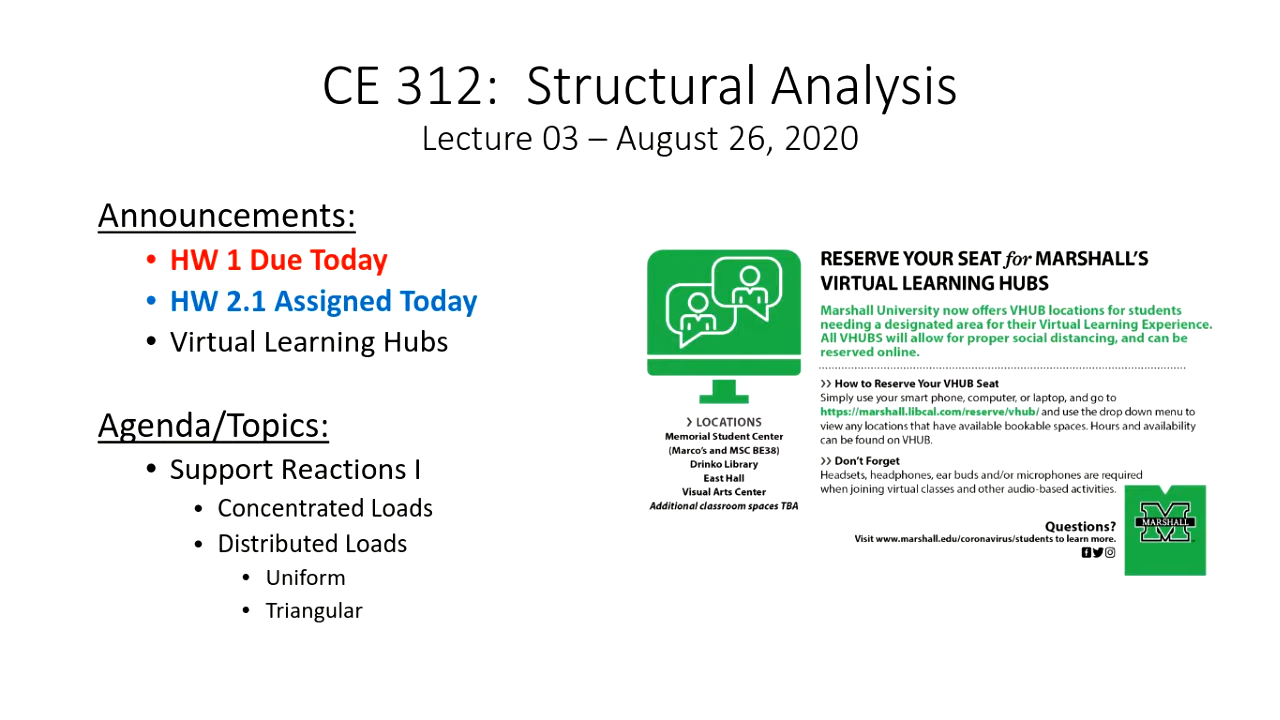 CE 312: Structural Analysis
Lecture 03 – August 26, 2020
Announcements:
• HW 1 Due Today
• HW 2.1 Assigned Today
• Virtual Learning Hubs
Agenda/Topics:
• Support Reactions I
• Concentrated Loads
• Distributed Loads
• Uniform
• Triangular
LOCATIONS
Memorial Student Center
(Marco's and MSC BE38)
Drinko Library
East Hall
Visual Arts Center
Additional classroom spaces TBA
RESERVE YOUR SEAT for MARSHALL'S
VIRTUAL LEARNING HUBS
Marshall University now offers VHUB locations for students
needing a designated area for their Virtual Learning Experience.
All VHUBS will allow for proper social distancing, and can be
reserved online.
How to Reserve Your VHUB Seat
Simply use your smart phone, computer, or laptop, and go to
https://marshall.libcal.com/reserve/vhub/ and use the drop down menu to
view any locations that have available bookable spaces. Hours and availability
can be found on VHUB.
Don't Forget
Headsets, headphones, ear buds and/or microphones are required
when joining virtual classes and other audio-based activities.
Questions?
Visit www.marshall.edu/coronavirus/students to learn more.
MARSHALL